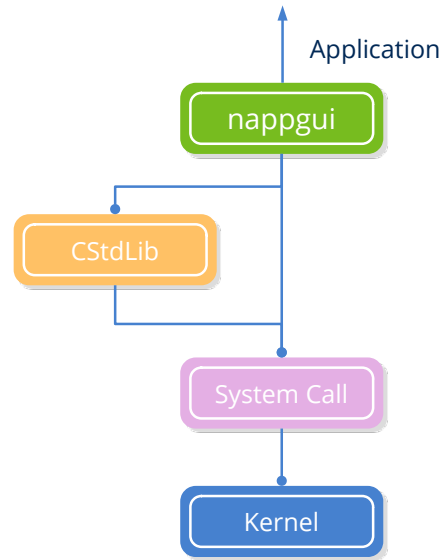 Application
nappgui
CStdLib
System Call
Kernel